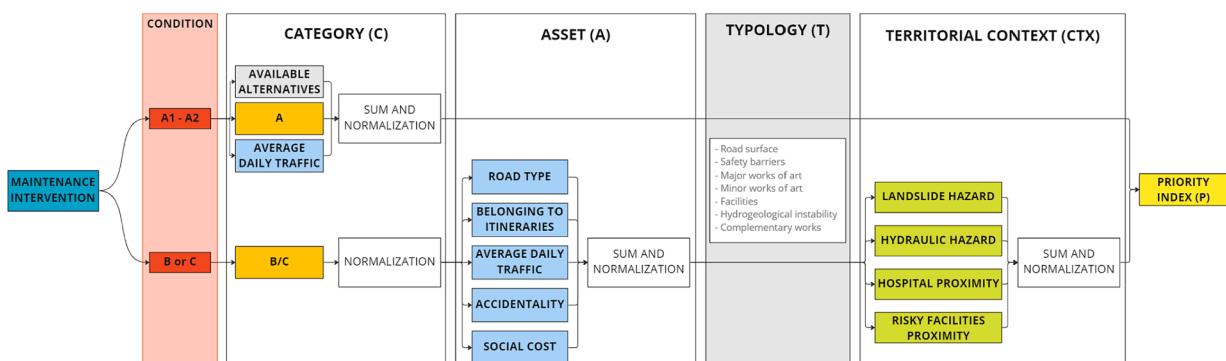 CONDITION
CATEGORY (C)
ASSET (A)
TYPOLOGY (T)
TERRITORIAL CONTEXT (CTX)
MAINTENANCE
INTERVENTION
A1 - A2
B or C
AVAILABLE
ALTERNATIVES
A
AVERAGE
DAILY TRAFFIC
SUM AND
NORMALIZATION
B/C
NORMALIZATION
ROAD TYPE
BELONGING TO
ITINERARIES
AVERAGE DAILY
TRAFFIC
ACCIDENTALITY
SOCIAL COST
SUM AND
NORMALIZATION
- Road surface
- Safety barriers
- Major works of art
- Minor works of art
- Facilities
- Hydrogeological instability
- Complementary works
LANDSLIDE HAZARD
HYDRAULIC HAZARD
HOSPITAL PROXIMITY
RISKY FACILITIES
PROXIMITY
SUM AND
NORMALIZATION
PRIORITY
INDEX (P)